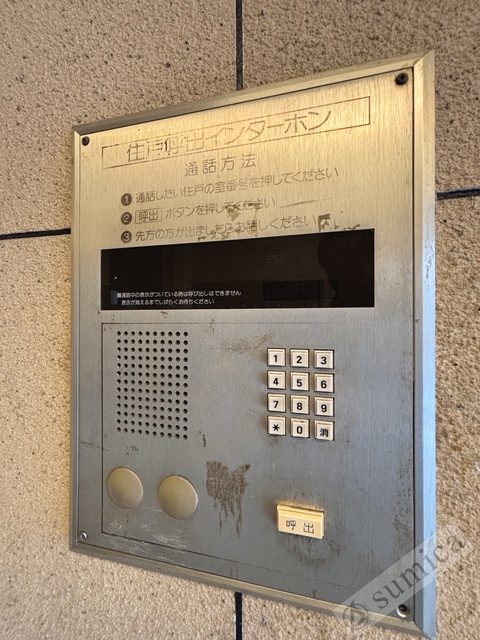 住戸呼出インターホン
通話方法
❶ 通話したい住戸の室番号を押してください
❷ 呼出 ボタンを押してください
❸ 先方の方が出ましたらお話しください
■通話中の表示がついている時は呼び出しはできません
表示が消えるまでしばらくお待ちください
1 2 3
4 5 6
7 8 9
* 0 消
呼出
sumica